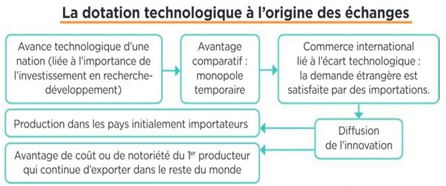 La dotation technologique à l'origine des échanges
Avance technologique d'une
nation (liée à l'importance de
l'investissement en recherche-
développement)
Avantage
comparatif :
monopole
temporaire
Commerce international
lié à l'écart technologique :
la demande étrangère est
satisfaite par des importations.
Production dans les pays initialement importateurs
Diffusion
de l'innovation
Avantage de coût ou de notoriété du 1er producteur
qui continue d'exporter dans le reste du monde